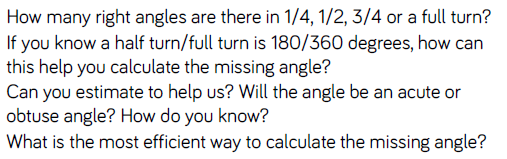 How many right angles are there in 1/4, 1/2, 3/4 or a full turn?
If you know a half turn/full turn is 180/360 degrees, how can
this help you calculate the missing angle?
Can you estimate to help us? Will the angle be an acute or
obtuse angle? How do you know?
What is the most efficient way to calculate the missing angle?